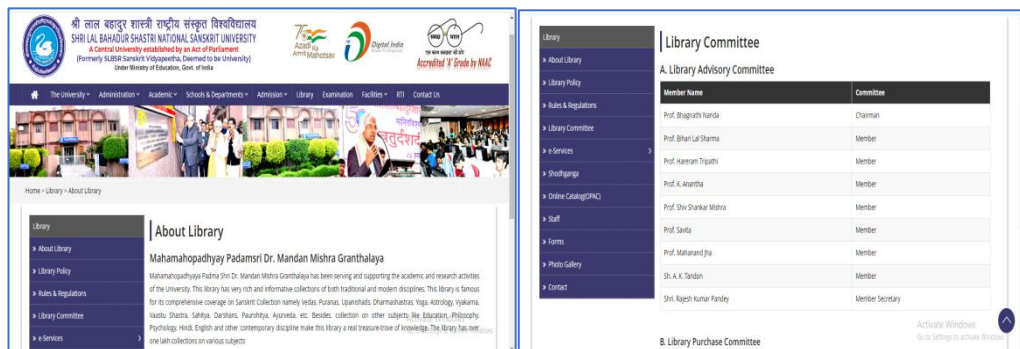 श्री लाल बहादुर शास्त्री राष्ट्रीय संस्कृत विश्वविद्यालय
SHRI LAL BAHADUR SHASTRI NATIONAL SANSKRIT UNIVERSITY
A Central University established by an Act of Parliament
(Formerly SLBSR Sanskrit Vidyapeetha, Deemed to be University)
Under Ministry of Education, Govt. of India
75
Azadi Ka
Amrit Mahotsav
Digital India
स्वच्छ भारत
एक कदम स्वच्छता की ओर
Accredited 'A' Grade by NAAC
The University Administration Academic Schools & Departments Admission Library Examination Facilities RTI Contact Us
Home > Library > About Library
Library
» About Library
» Library Policy
» Rules & Regulations
» Library Committee
» e-Services >
About Library
Mahamahopadhyay Padamsri Dr. Mandan Mishra Granthalaya
Mahamahopadhyaya Padma Shri Dr. Mandan Mishra Granthalaya has been serving and supporting the academic and research activities
of the University. This library has very rich and informative collections of both traditional and modern disciplines. This library is famous
for its comprehensive coverage on Sanskrit Collection namely Vedas, Puranas, Upanishads, Dharmashastras, Yoga, Astrology, Vyakarna,
Vaastu Shastra, Sahitya, Darshans, Paurohitya, Ayurveda, etc. Besides, collection on other subjects like Education, Philosophy,
Psychology, Hindi, English and other contemporary discipline make this library a real treasure-trove of knowledge. The library has over
one lakh collections on various subjects
Activate Windows
Library
» About Library
» Library Policy
» Rules & Regulations
» Library Committee
» e-Services >
» Shodhganga
» Online Catalog(OPAC)
» Staff
» Forms
» Photo Gallery
» Contact
Library Committee
A. Library Advisory Committee
Member Name Committee
Prof. Bhagirathi Nanda Chairman
Prof. Bihari Lal Sharma Member
Prof. Hareram Tripathi Member
Prof. K. Anantha Member
Prof. Shiv Shankar Mishra Member
Prof. Savita Member
Prof. Mahanand Jha Member
Sh. A. K. Tandon Member
Shri. Rajesh Kumar Pandey Member Secretary
Activate Windows
Go to Settings to activate Windows.
B. Library Purchase Committee